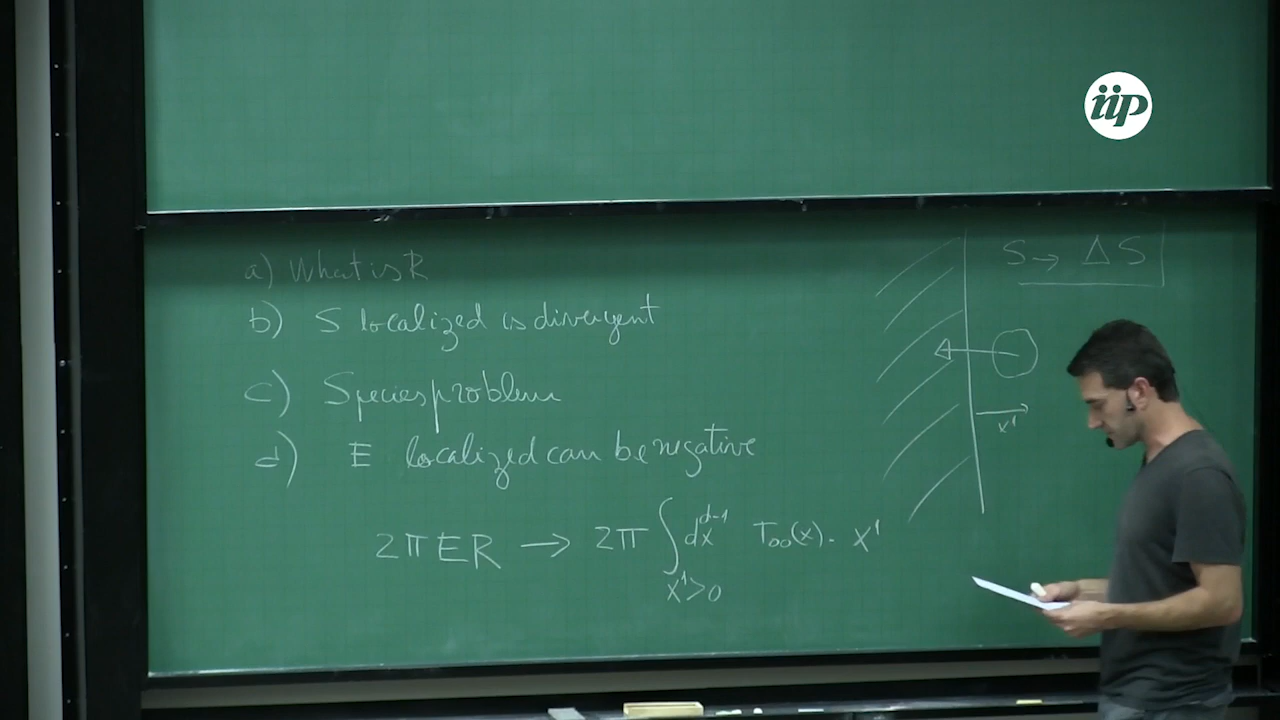 iip
a) What is R
b) S localized is divergent
c) Species problem
d) E localized can be negative
2π E R → 2π ∫_{x¹>0} d^{d-1}x T₀₀(x). x¹
S → ΔS
x¹